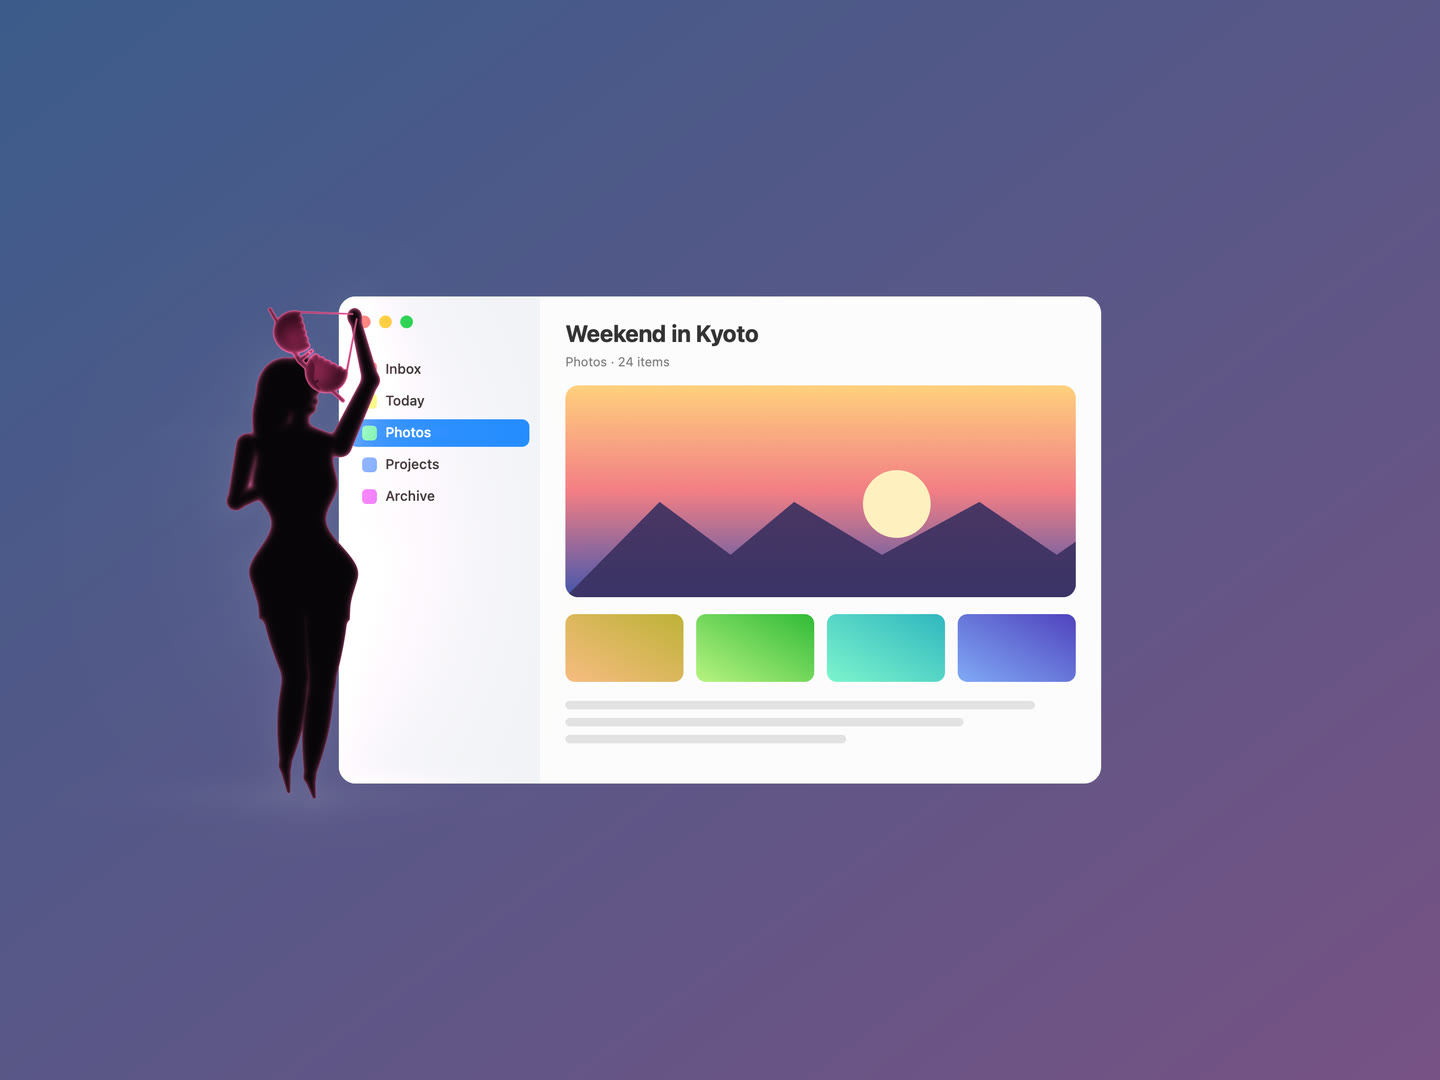 Weekend in Kyoto
Photos · 24 items
Inbox
Today
Photos
Projects
Archive